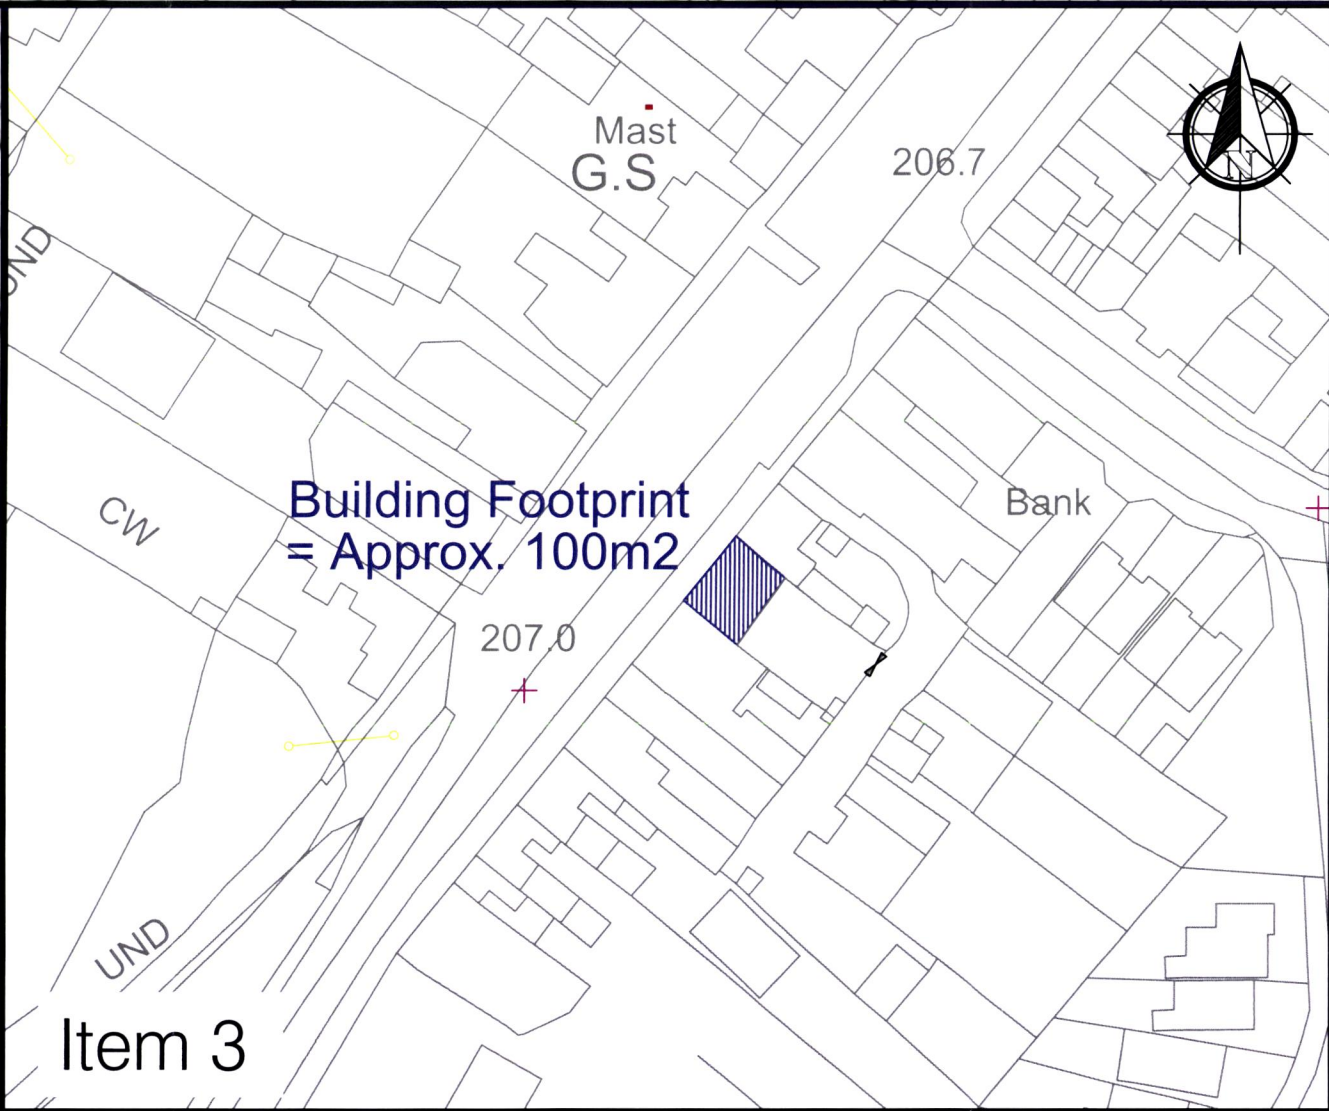 Mast
G.S
206.7
N
UND
CW
Building Footprint
= Approx. 100m2
Bank
207.0
UND
Item 3